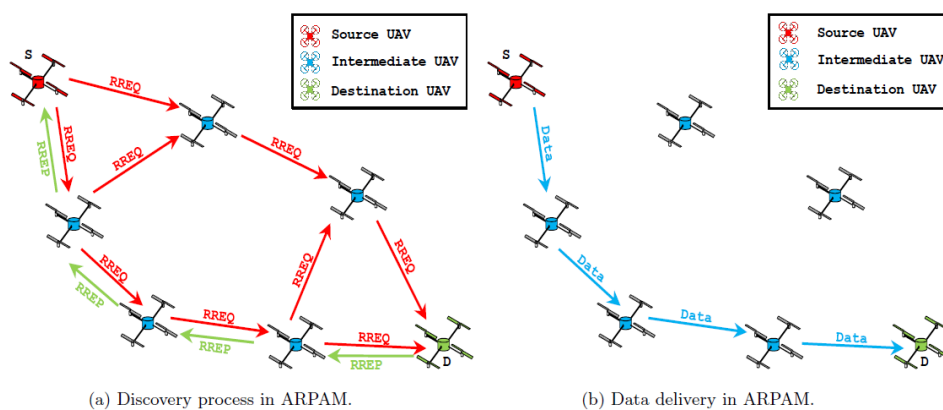 S
Source UAV
Intermediate UAV
Destination UAV
RREQ
RREQ
RREP
RREQ
RREQ
RREQ
RREP
RREQ
RREP
RREQ
RREQ
RREQ
RREP
D
(a) Discovery process in ARPAM.
S
Source UAV
Intermediate UAV
Destination UAV
Data
Data
Data
Data
D
(b) Data delivery in ARPAM.